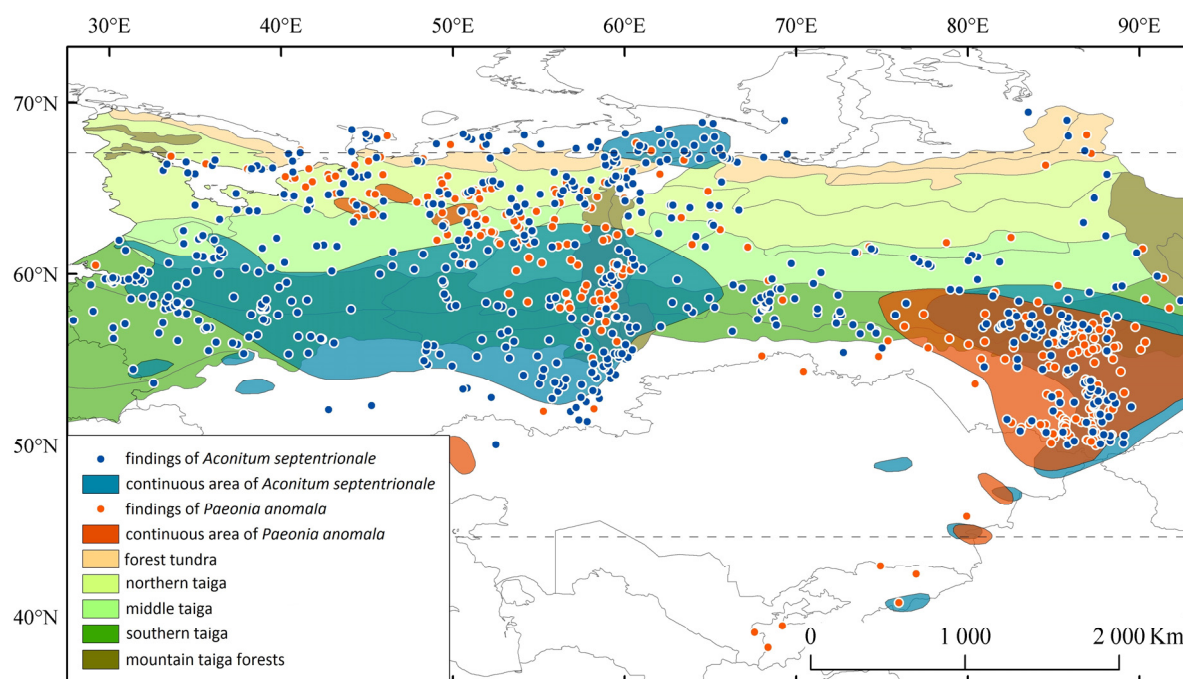 30°E 40°E 50°E 60°E 70°E 80°E 90°E
70°N
60°N
50°N
40°N
findings of Aconitum septentrionale
continuous area of Aconitum septentrionale
findings of Paeonia anomala
continuous area of Paeonia anomala
forest tundra
northern taiga
middle taiga
southern taiga
mountain taiga forests
0 1 000 2 000 Km